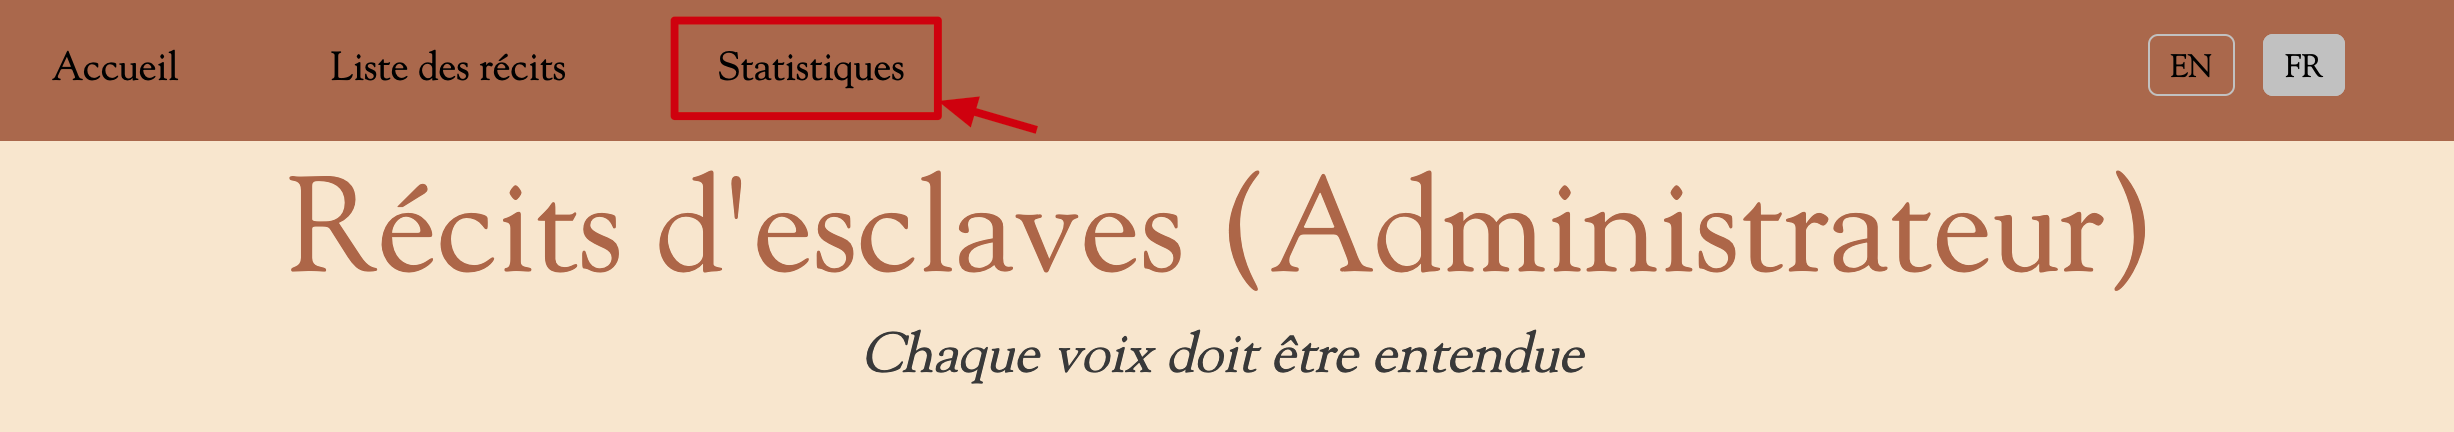 Accueil Liste des récits Statistiques EN FR
Récits d'esclaves (Administrateur)
Chaque voix doit être entendue